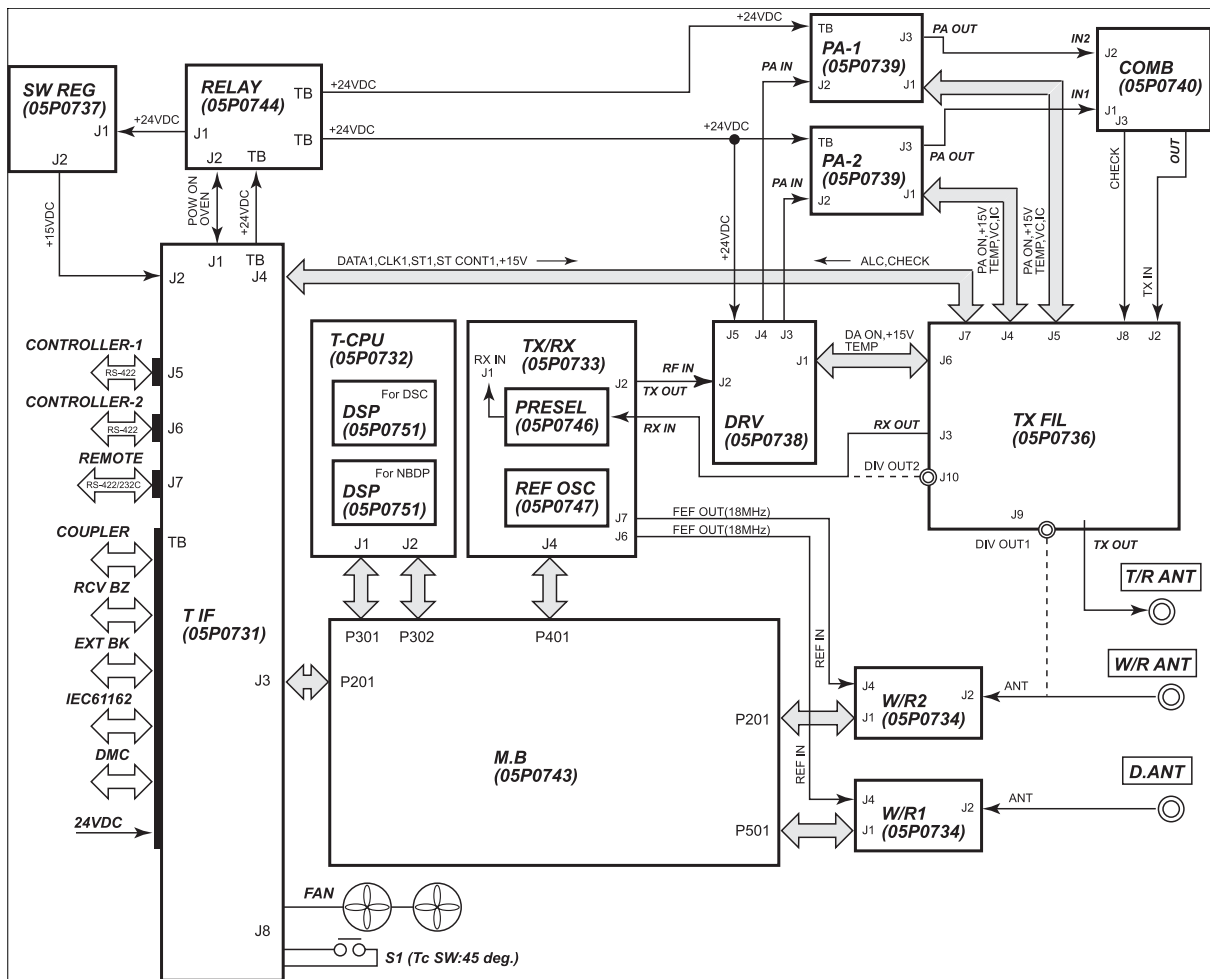 +24VDC
SW REG
(05P0737)
J1
J2
+24VDC
RELAY
(05P0744)
TB
TB
J1
J2
TB
+24VDC
+24VDC
+24VDC
TB
PA-1
(05P0739)
J3
J2
J1
PA IN
PA OUT
IN2
J2
COMB
(05P0740)
IN1
J1
J3
CHECK
OUT
TB
PA-2
(05P0739)
J3
J2
J1
PA IN
PA OUT
+15VDC
POW ON
OVEN
+24VDC
+24VDC
PA ON,+15V
TEMP,VC,IC
PA ON,+15V
TEMP,VC,IC
TX IN
J2
J1
TB
J4
DATA1,CLK1,ST1,ST CONT1,+15V
ALC,CHECK
CONTROLLER-1
RS-422
J5
CONTROLLER-2
RS-422
J6
REMOTE
RS-422/232C
J7
COUPLER
TB
RCV BZ
EXT BK
IEC61162
DMC
24VDC
T IF
(05P0731)
J3
J8
T-CPU
(05P0732)
For DSC
DSP
(05P0751)
For NBDP
DSP
(05P0751)
J1
J2
TX/RX
(05P0733)
RX IN
J1
J2
PRESEL
(05P0746)
REF OSC
(05P0747)
J7
J6
J4
RF IN
TX OUT
RX IN
J5
J4
J3
J1
J2
DRV
(05P0738)
DA ON,+15V
TEMP
J7
J4
J5
J8
J2
J6
TX FIL
(05P0736)
RX OUT
J3
DIV OUT2
J10
J9
DIV OUT1
TX OUT
FEF OUT(18MHz)
FEF OUT(18MHz)
T/R ANT
W/R ANT
D.ANT
P301
P302
P401
P201
M.B
(05P0743)
P201
P501
REF IN
REF IN
J4
J1
W/R2
(05P0734)
J2
ANT
J4
J1
W/R1
(05P0734)
J2
ANT
FAN
S1 (Tc SW:45 deg.)